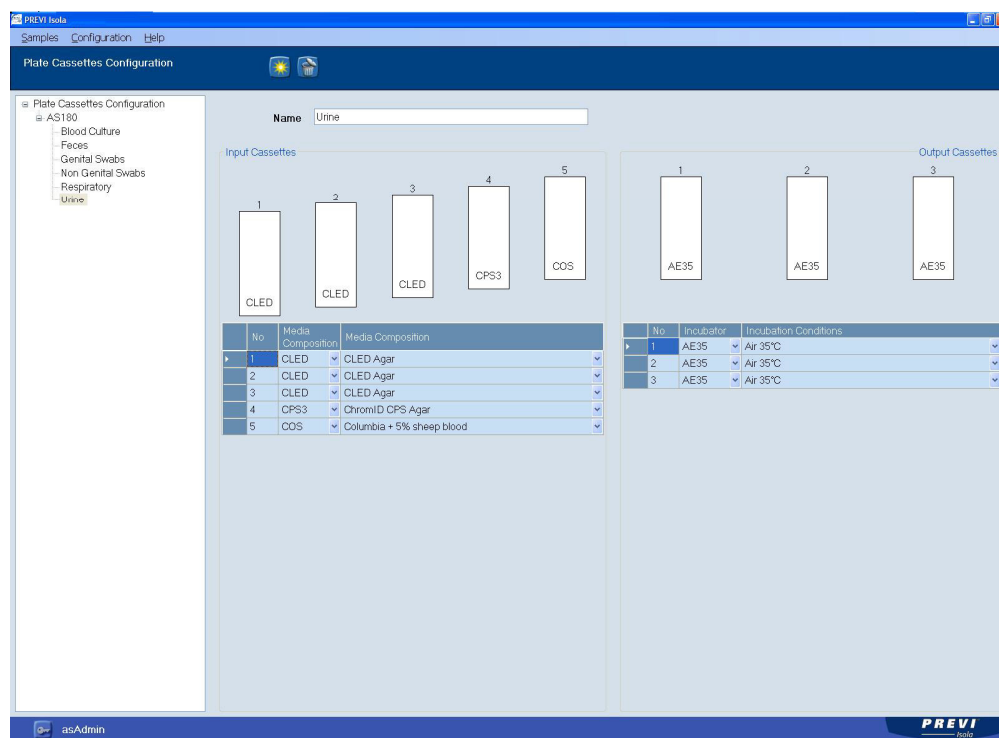 PREVI Isola
Samples Configuration Help
Plate Cassettes Configuration
Plate Cassettes Configuration
AS180
Blood Culture
Feces
Genital Swabs
Non Genital Swabs
Respiratory
Urine
Name Urine
Input Cassettes
1 2 3 4 5
CLED CLED CLED CPS3 COS
No Media Composition Media Composition
1 CLED CLED Agar
2 CLED CLED Agar
3 CLED CLED Agar
4 CPS3 ChromID CPS Agar
5 COS Columbia + 5% sheep blood
Output Cassettes
1 2 3
AE35 AE35 AE35
No Incubator Incubation Conditions
1 AE35 Air 35°C
2 AE35 Air 35°C
3 AE35 Air 35°C
asAdmin
PREVI
Isola